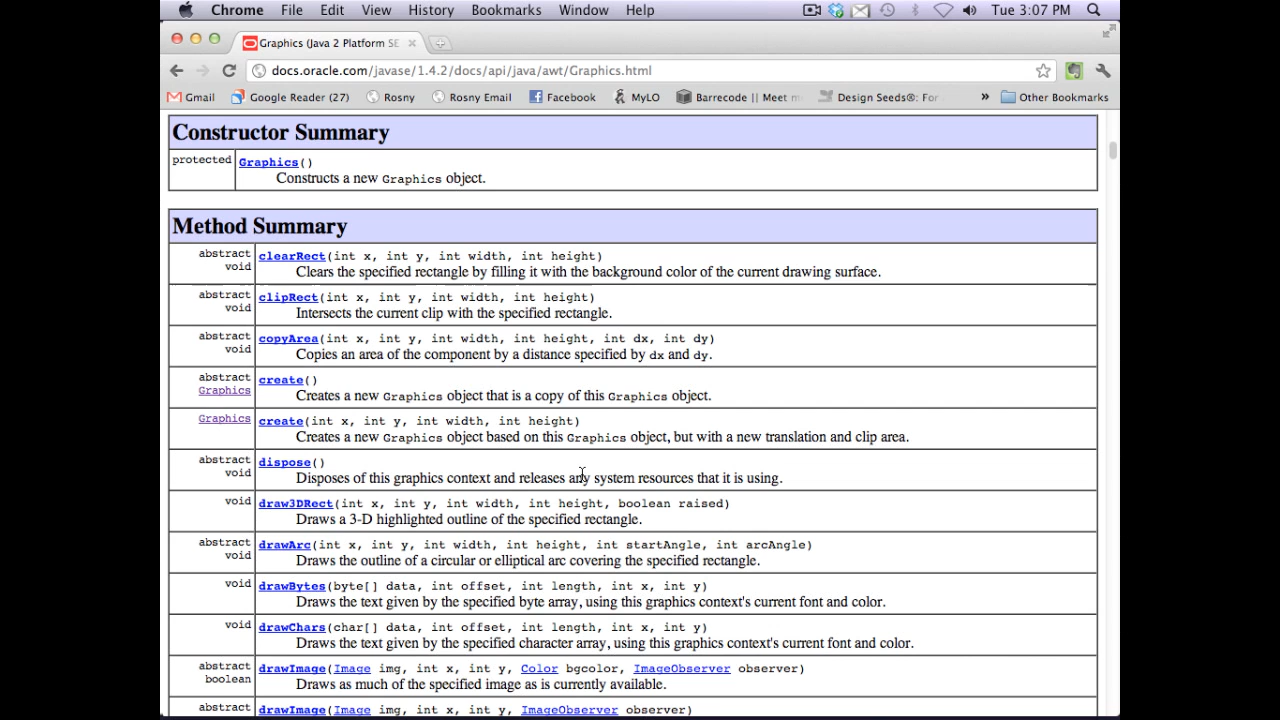 Chrome File Edit View History Bookmarks Window Help Tue 3:07 PM
Graphics (Java 2 Platform SE
docs.oracle.com/javase/1.4.2/docs/api/java/awt/Graphics.html
Gmail Google Reader (27) Rosny Rosny Email Facebook MyLO Barrecode || Meet Design Seeds®: For » Other Bookmarks
Constructor Summary
protected Graphics()
Constructs a new Graphics object.
Method Summary
abstract void clearRect(int x, int y, int width, int height)
Clears the specified rectangle by filling it with the background color of the current drawing surface.
abstract void clipRect(int x, int y, int width, int height)
Intersects the current clip with the specified rectangle.
abstract void copyArea(int x, int y, int width, int height, int dx, int dy)
Copies an area of the component by a distance specified by dx and dy.
abstract Graphics create()
Creates a new Graphics object that is a copy of this Graphics object.
Graphics create(int x, int y, int width, int height)
Creates a new Graphics object based on this Graphics object, but with a new translation and clip area.
abstract void dispose()
Disposes of this graphics context and releases any system resources that it is using.
void draw3DRect(int x, int y, int width, int height, boolean raised)
Draws a 3-D highlighted outline of the specified rectangle.
abstract void drawArc(int x, int y, int width, int height, int startAngle, int arcAngle)
Draws the outline of a circular or elliptical arc covering the specified rectangle.
void drawBytes(byte[] data, int offset, int length, int x, int y)
Draws the text given by the specified byte array, using this graphics context's current font and color.
void drawChars(char[] data, int offset, int length, int x, int y)
Draws the text given by the specified character array, using this graphics context's current font and color.
abstract boolean drawImage(Image img, int x, int y, Color bgcolor, ImageObserver observer)
Draws as much of the specified image as is currently available.
abstract drawImage(Image img, int x, int y, ImageObserver observer)